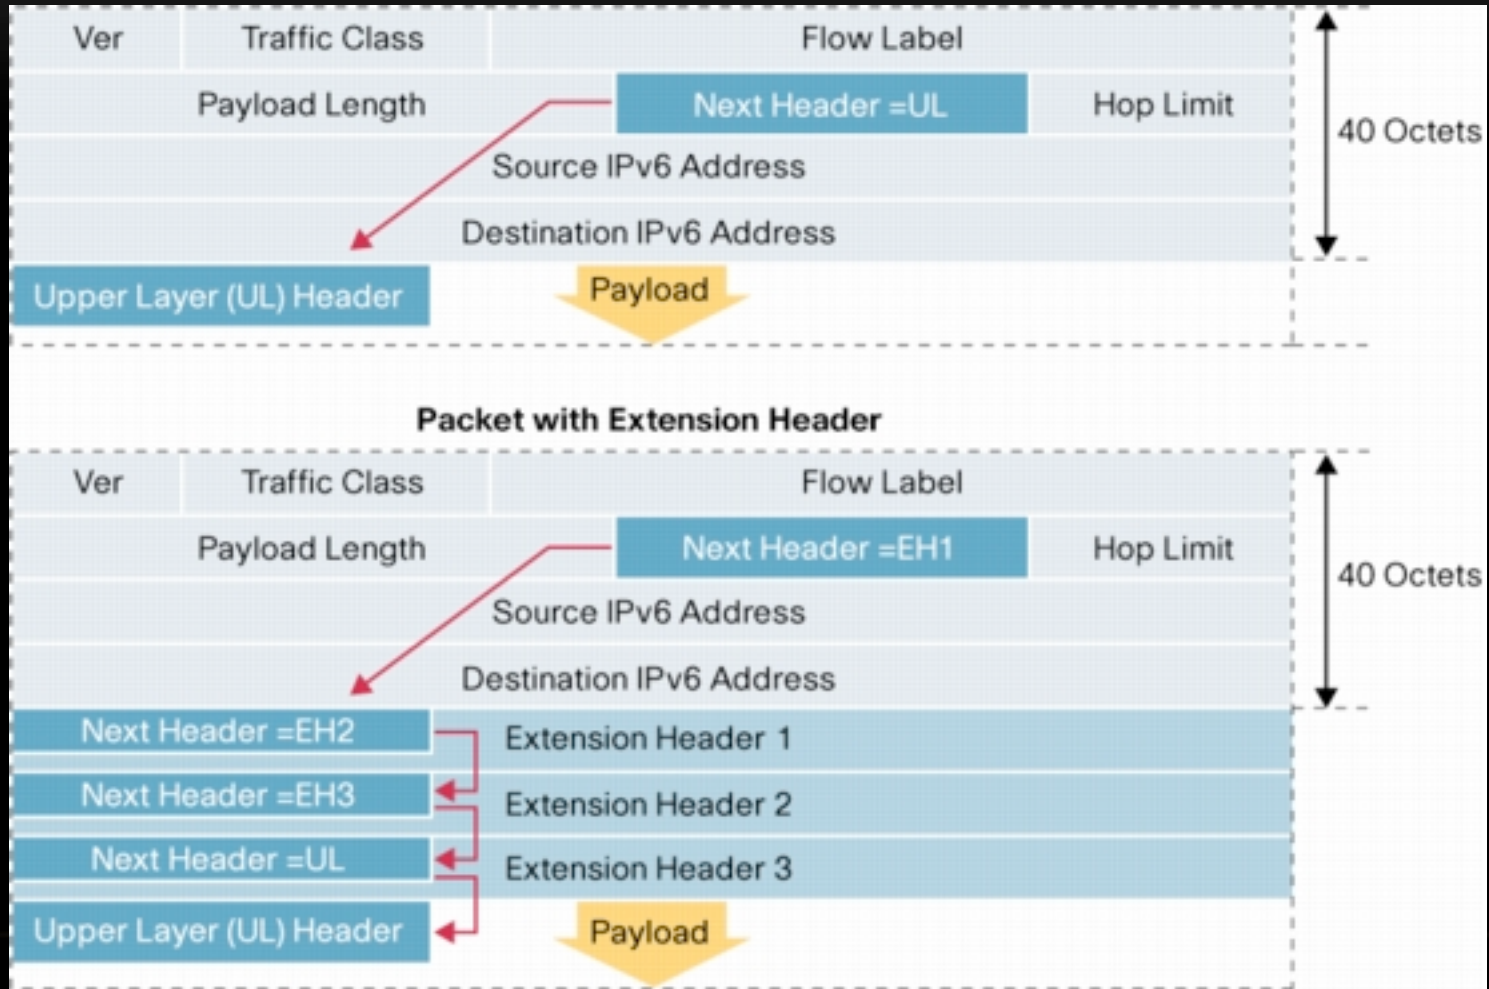 Ver Traffic Class Flow Label
Payload Length Next Header =UL Hop Limit
40 Octets
Source IPv6 Address
Destination IPv6 Address
Upper Layer (UL) Header Payload
Packet with Extension Header
Ver Traffic Class Flow Label
Payload Length Next Header =EH1 Hop Limit
40 Octets
Source IPv6 Address
Destination IPv6 Address
Next Header =EH2 Extension Header 1
Next Header =EH3 Extension Header 2
Next Header =UL Extension Header 3
Upper Layer (UL) Header Payload